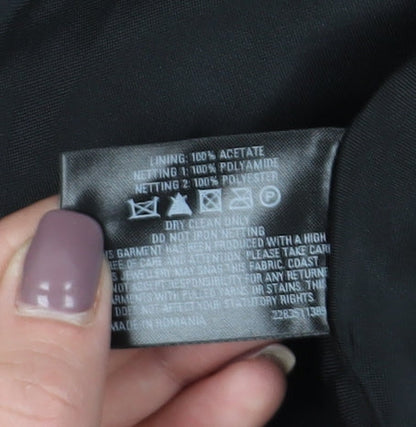 LINING: 100% ACETATE
NETTING 1: 100% POLYAMIDE
NETTING 2: 100% POLYESTER
P
DRY CLEAN ONLY
DO NOT IRON NETTING
GARMENT HAS BEEN PRODUCED WITH A HIGH
OF CARE AND ATTENTION. PLEASE TAKE CARE
JEWELLERY MAY SNAG THIS FABRIC. COAST
NOT ACCEPT RESPONSIBILITY FOR ANY RETURNED
GARMENTS WITH PULLED YARNS OR STAINS. THIS
DOES NOT AFFECT YOUR STATUTORY RIGHTS
MADE IN ROMANIA